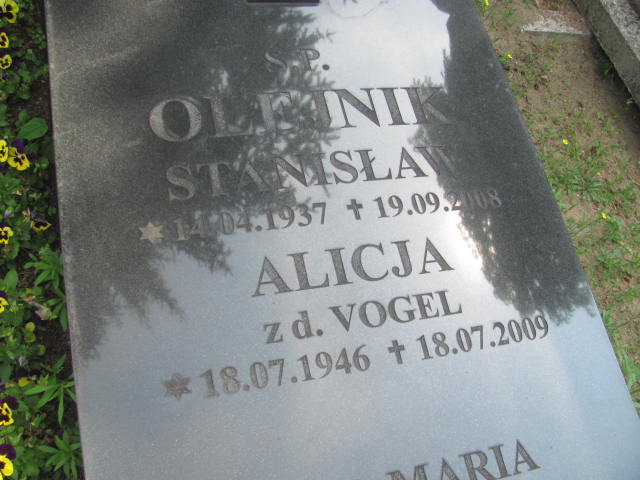 Ś.P.
OLEJNIK
STANISŁAW
14.04.1937 ✝ 19.09.2008
ALICJA
z d. VOGEL
18.07.1946 ✝ 18.07.2009
MARIA